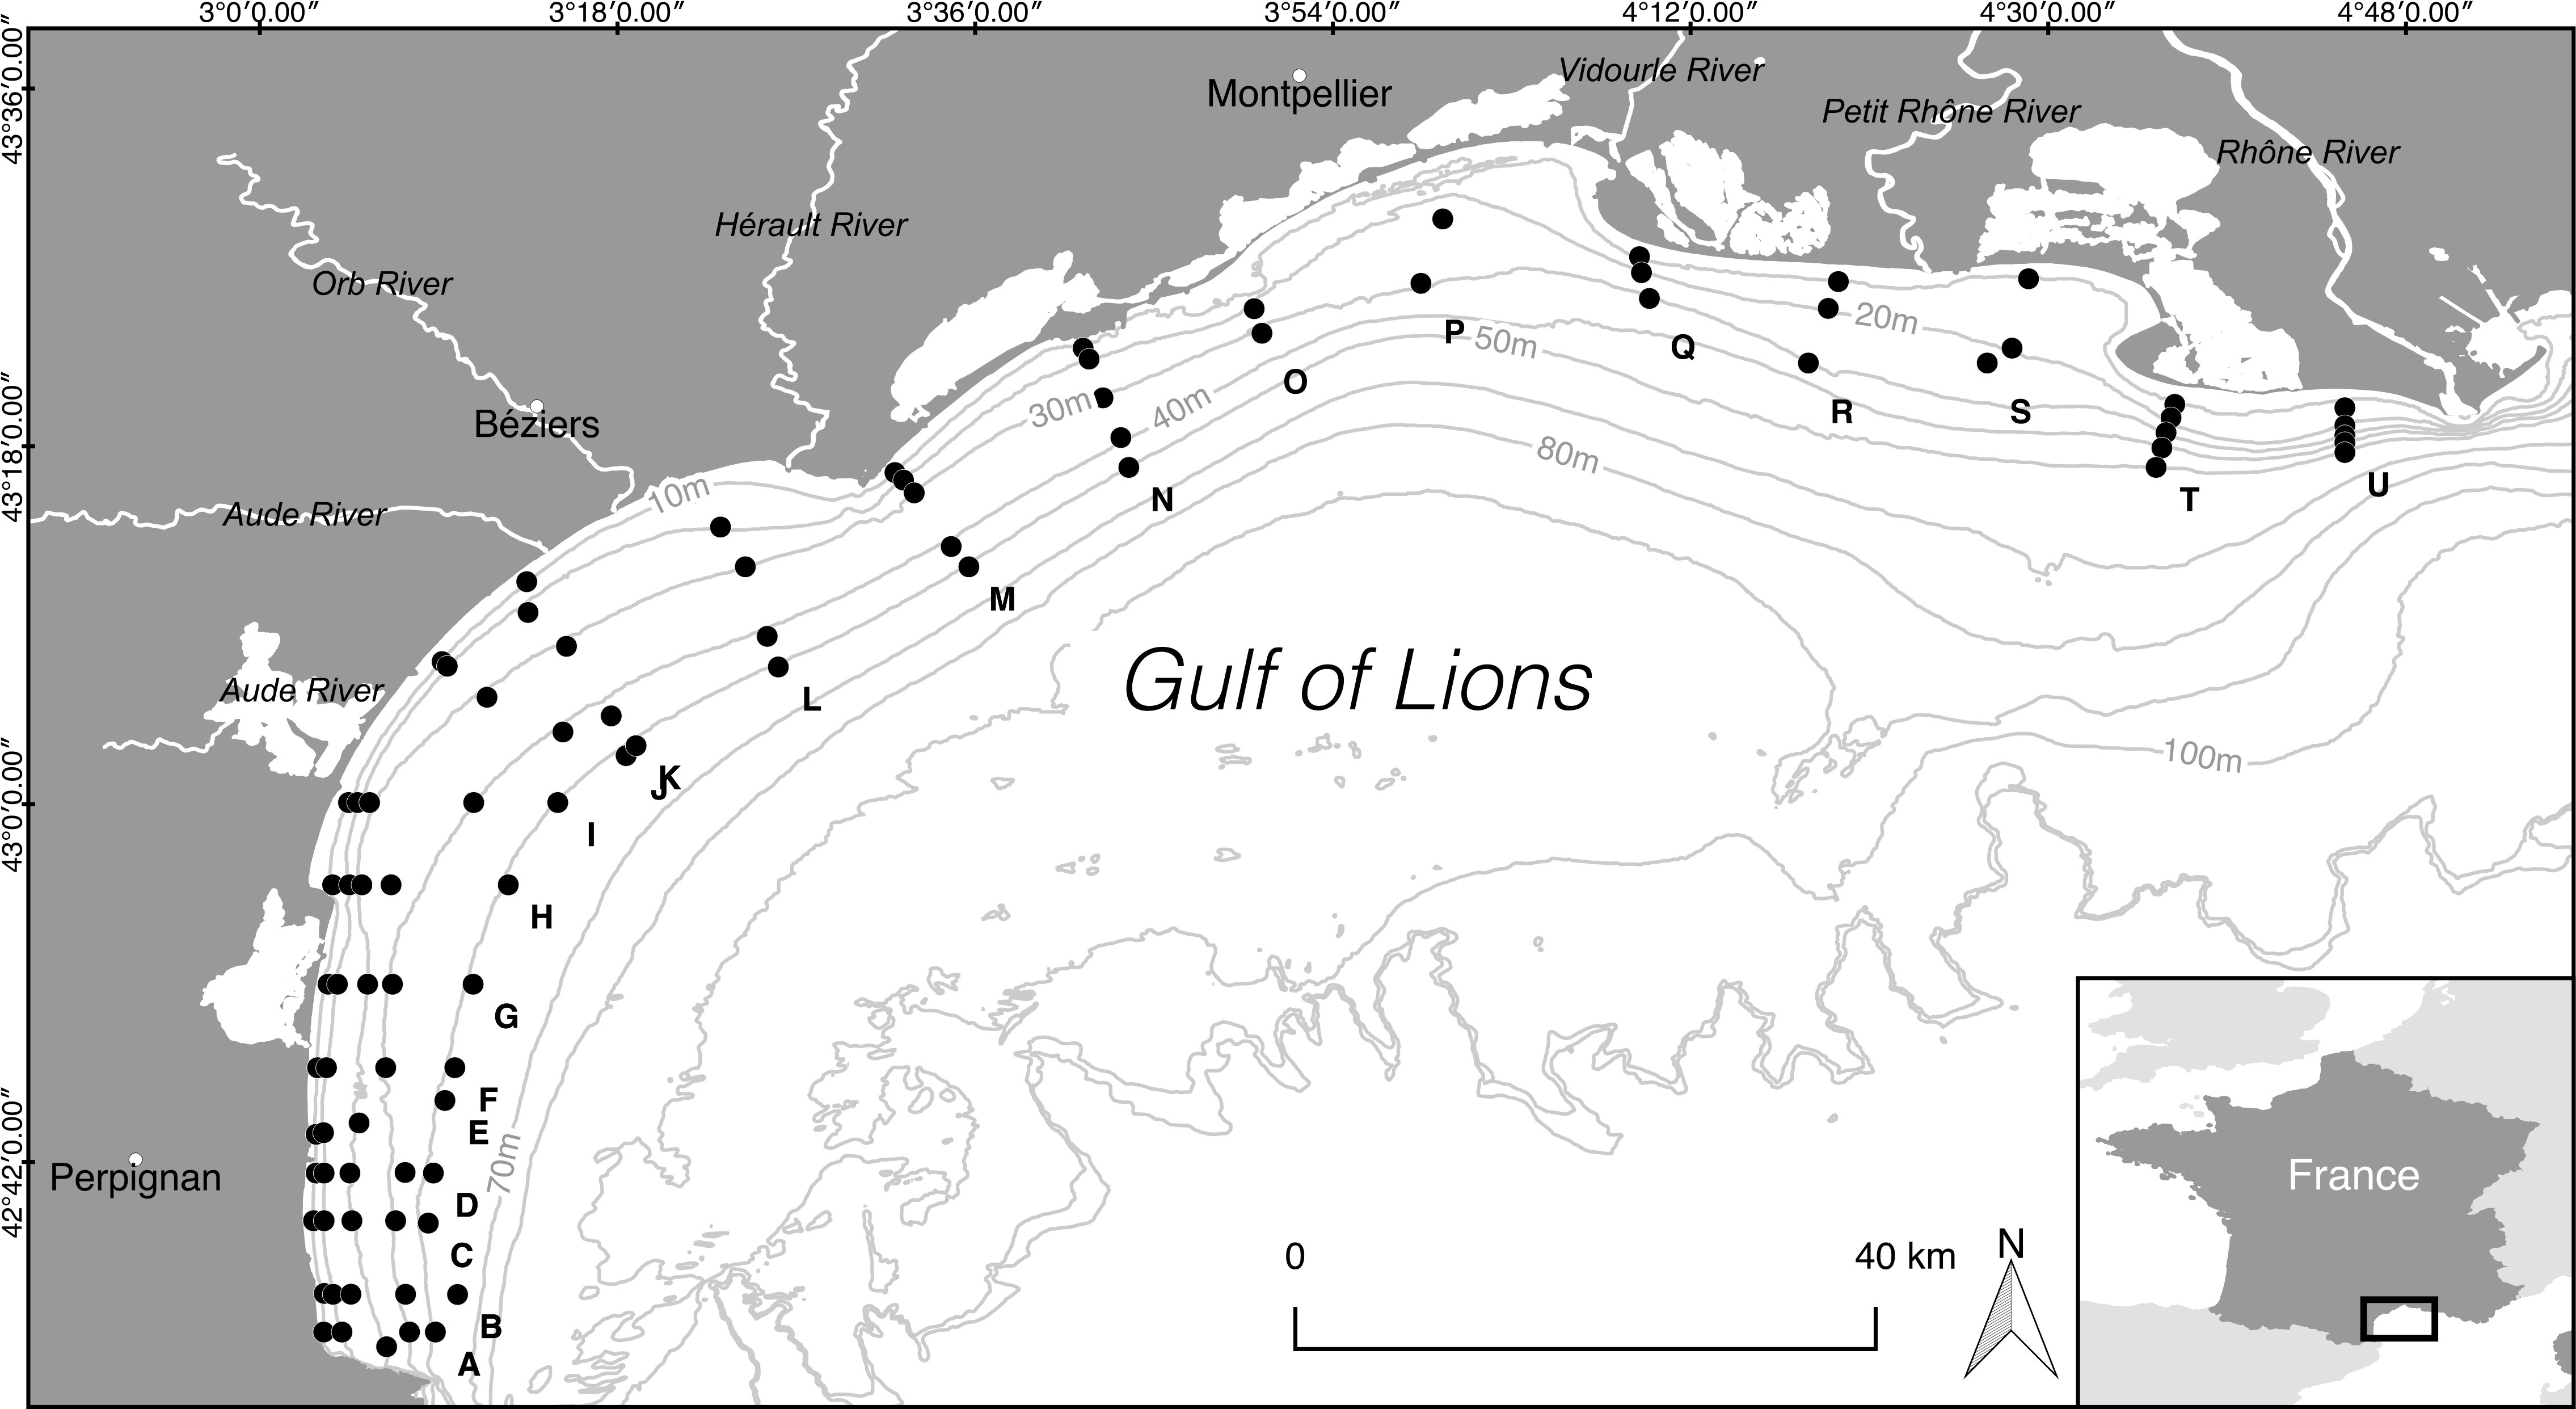 3°0′0.00″ 3°18′0.00″ 3°36′0.00″ 3°54′0.00″ 4°12′0.00″ 4°30′0.00″ 4°48′0.00″
43°36′0.00″
43°18′0.00″
43°0′0.00″
42°42′0.00″
Vidourle River
Montpellier
Petit Rhône River
Rhône River
Hérault River
Orb River
20m
P
50m
Q
O
30m
40m
R
S
Béziers
80m
10m
N
T
U
Aude River
M
Gulf of Lions
Aude River
L
100m
K
J
I
H
G
F
E
70m
Perpignan
D
C
B
A
0 40 km
N
France